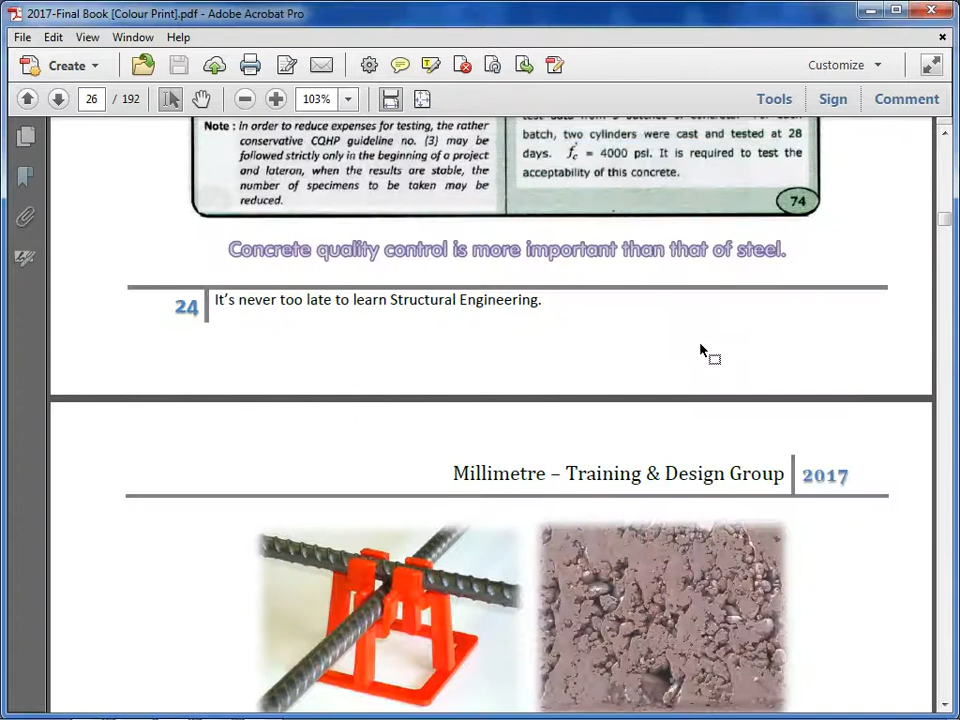 2017-Final Book [Colour Print].pdf - Adobe Acrobat Pro
File Edit View Window Help
Create Customize
26 / 192 103% Tools Sign Comment
Note : in order to reduce expenses for testing, the rather
conservative CQHP guideline no. (3) may be
followed strictly only in the beginning of a project
and lateron, when the results are stable, the
number of specimens to be taken may be
reduced.
batch, two cylinders were cast and tested at 28
days. f'c = 4000 psi. It is required to test the
acceptability of this concrete.
74
Concrete quality control is more important than that of steel.
24 It's never too late to learn Structural Engineering.
Millimetre – Training & Design Group 2017